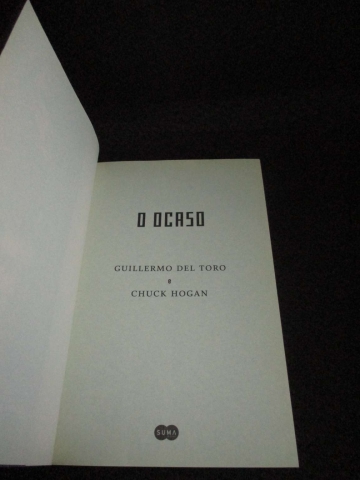 O OCASO
GUILLERMO DEL TORO
e
CHUCK HOGAN
SUMA